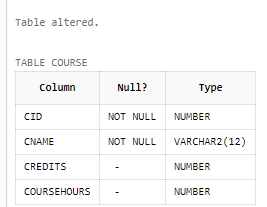 Table altered.
TABLE COURSE
Column Null? Type
CID NOT NULL NUMBER
CNAME NOT NULL VARCHAR2(12)
CREDITS - NUMBER
COURSEHOURS - NUMBER